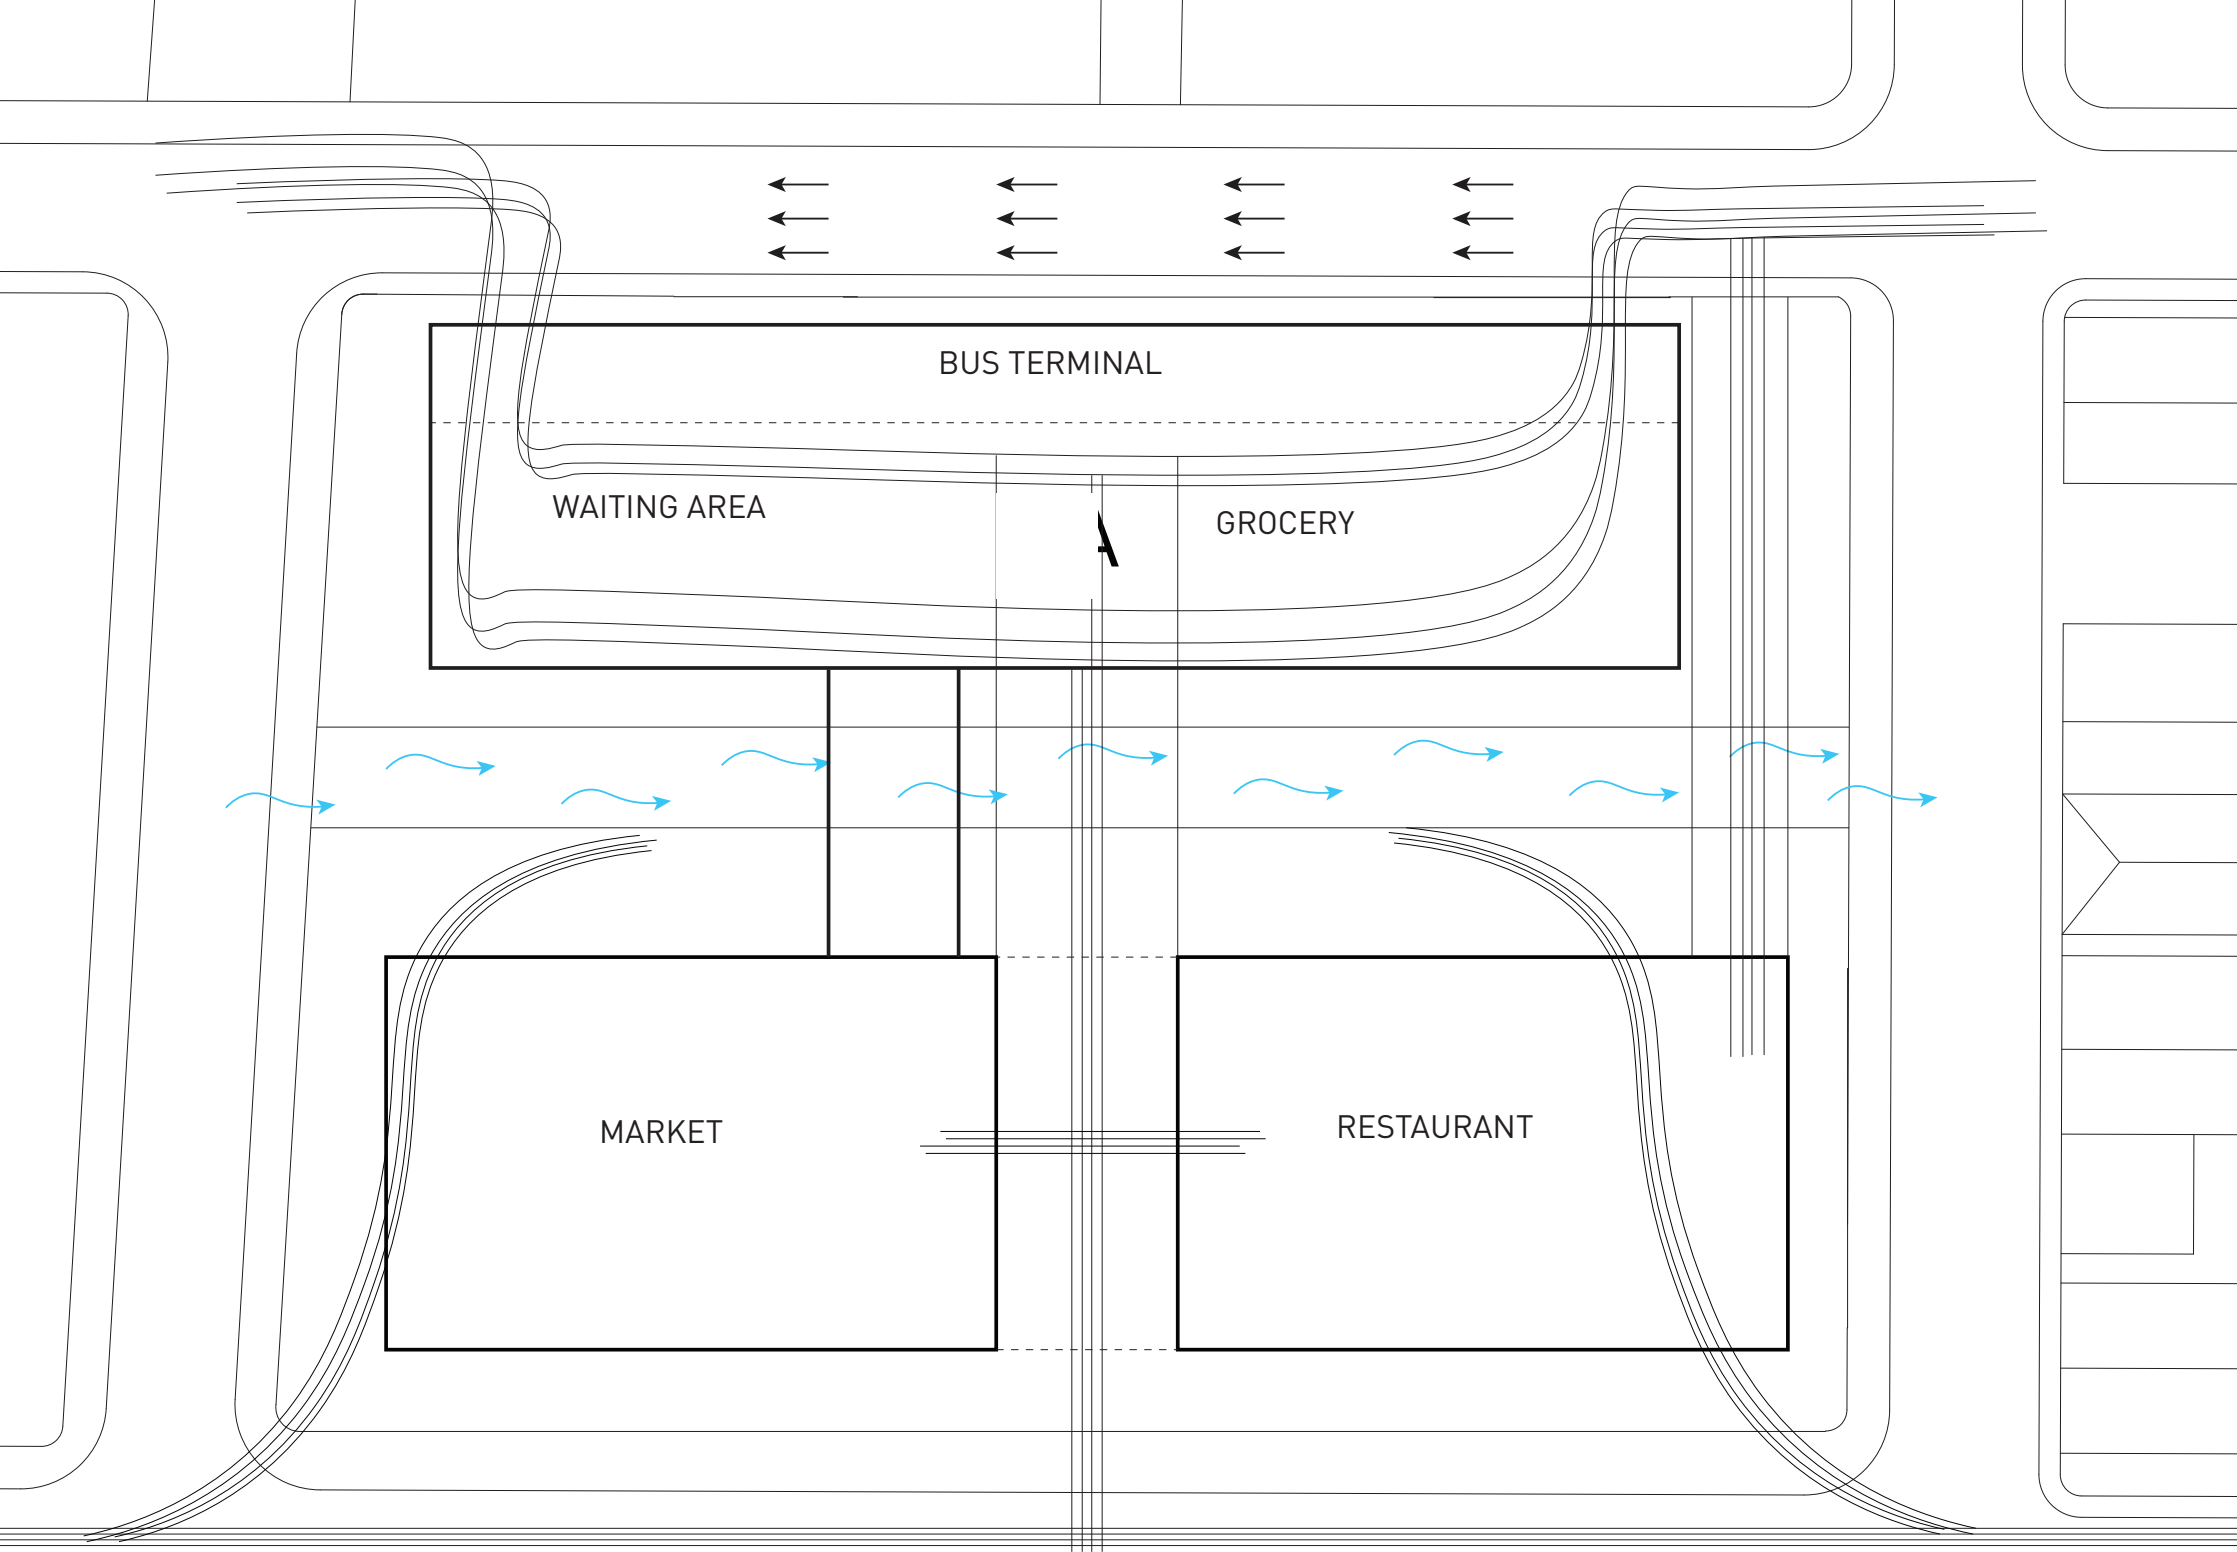 BUS TERMINAL
WAITING AREA
GROCERY
MARKET
RESTAURANT